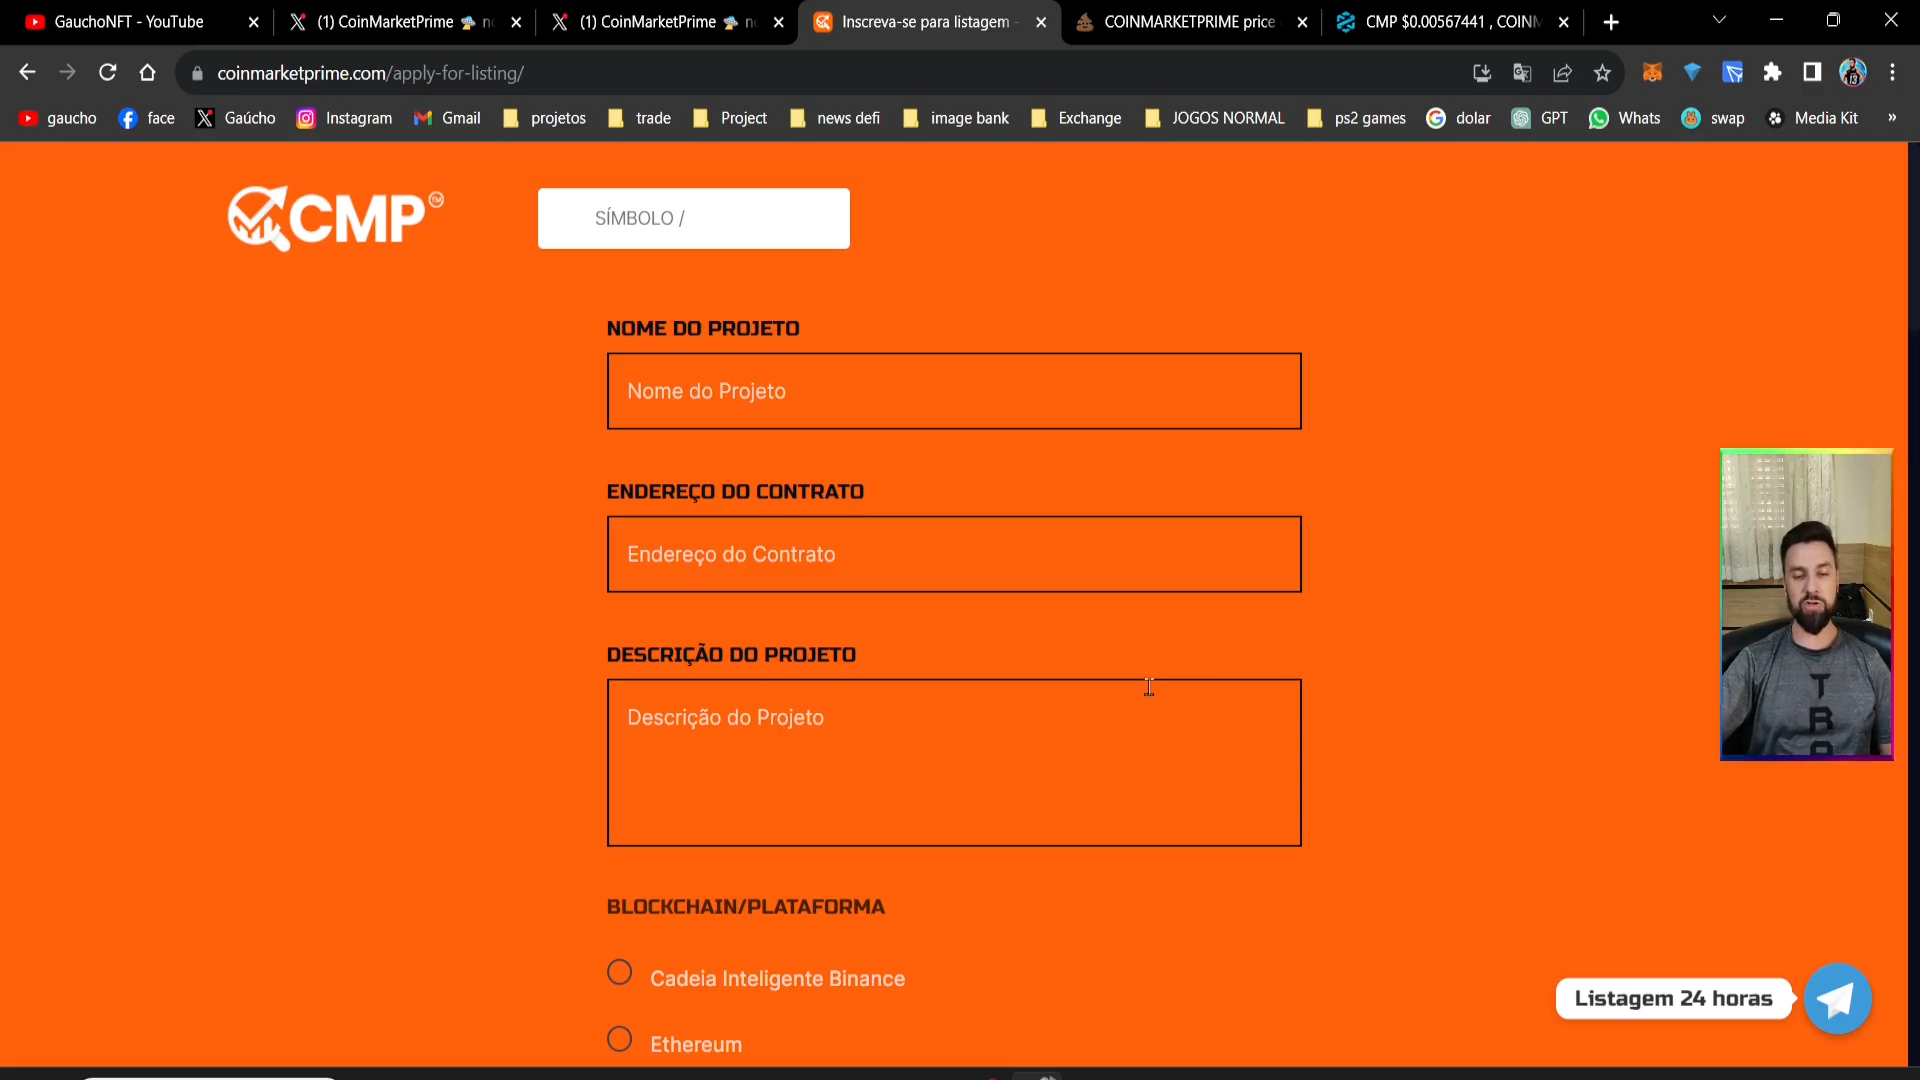 GauchoNFT - YouTube
(1) CoinMarketPrime
(1) CoinMarketPrime
Inscreva-se para listagem -
COINMARKETPRIME price
CMP $0.00567441 , COINM
coinmarketprime.com/apply-for-listing/
gaucho
face
Gaúcho
Instagram
Gmail
projetos
trade
Project
news defi
image bank
Exchange
JOGOS NORMAL
ps2 games
dolar
GPT
Whats
swap
Media Kit
»
CMP™
SÍMBOLO /
NOME DO PROJETO
Nome do Projeto
ENDEREÇO DO CONTRATO
Endereço do Contrato
DESCRIÇÃO DO PROJETO
Descrição do Projeto
BLOCKCHAIN/PLATAFORMA
Cadeia Inteligente Binance
Ethereum
Listagem 24 horas